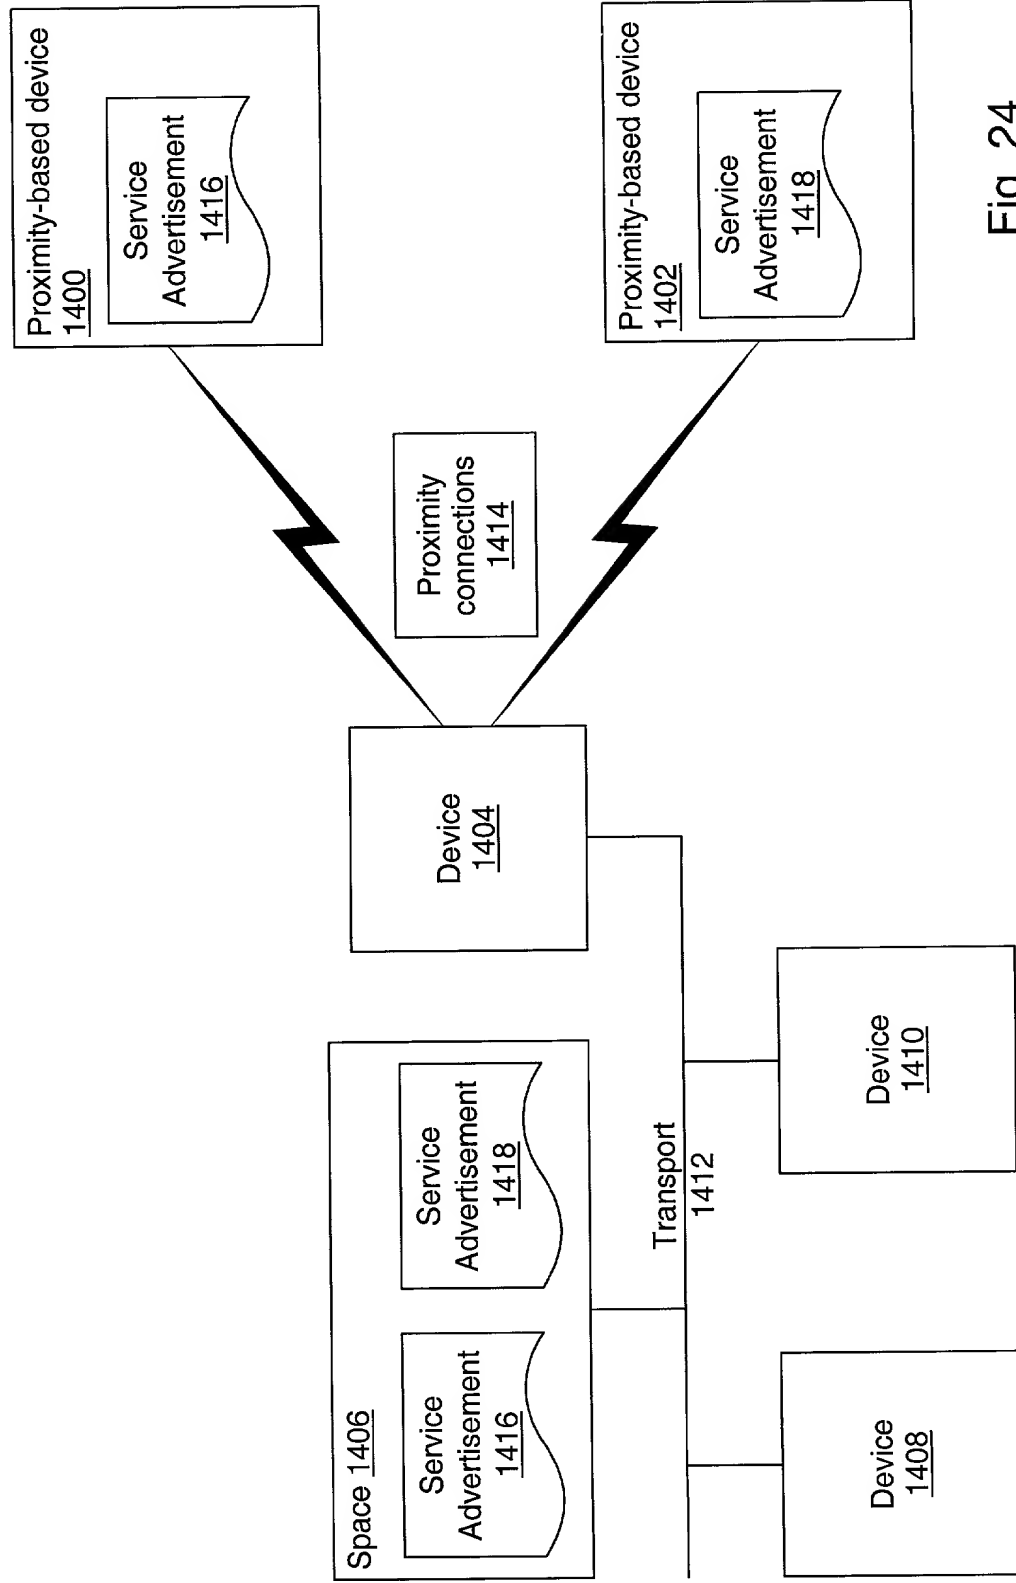 Proximity-based device
1400
Service
Advertisement
1416
Proximity-based device
1402
Service
Advertisement
1418
Proximity
connections
1414
Device
1404
Space 1406
Service
Advertisement
1416
Service
Advertisement
1418
Transport
1412
Device
1408
Device
1410
Fig. 24